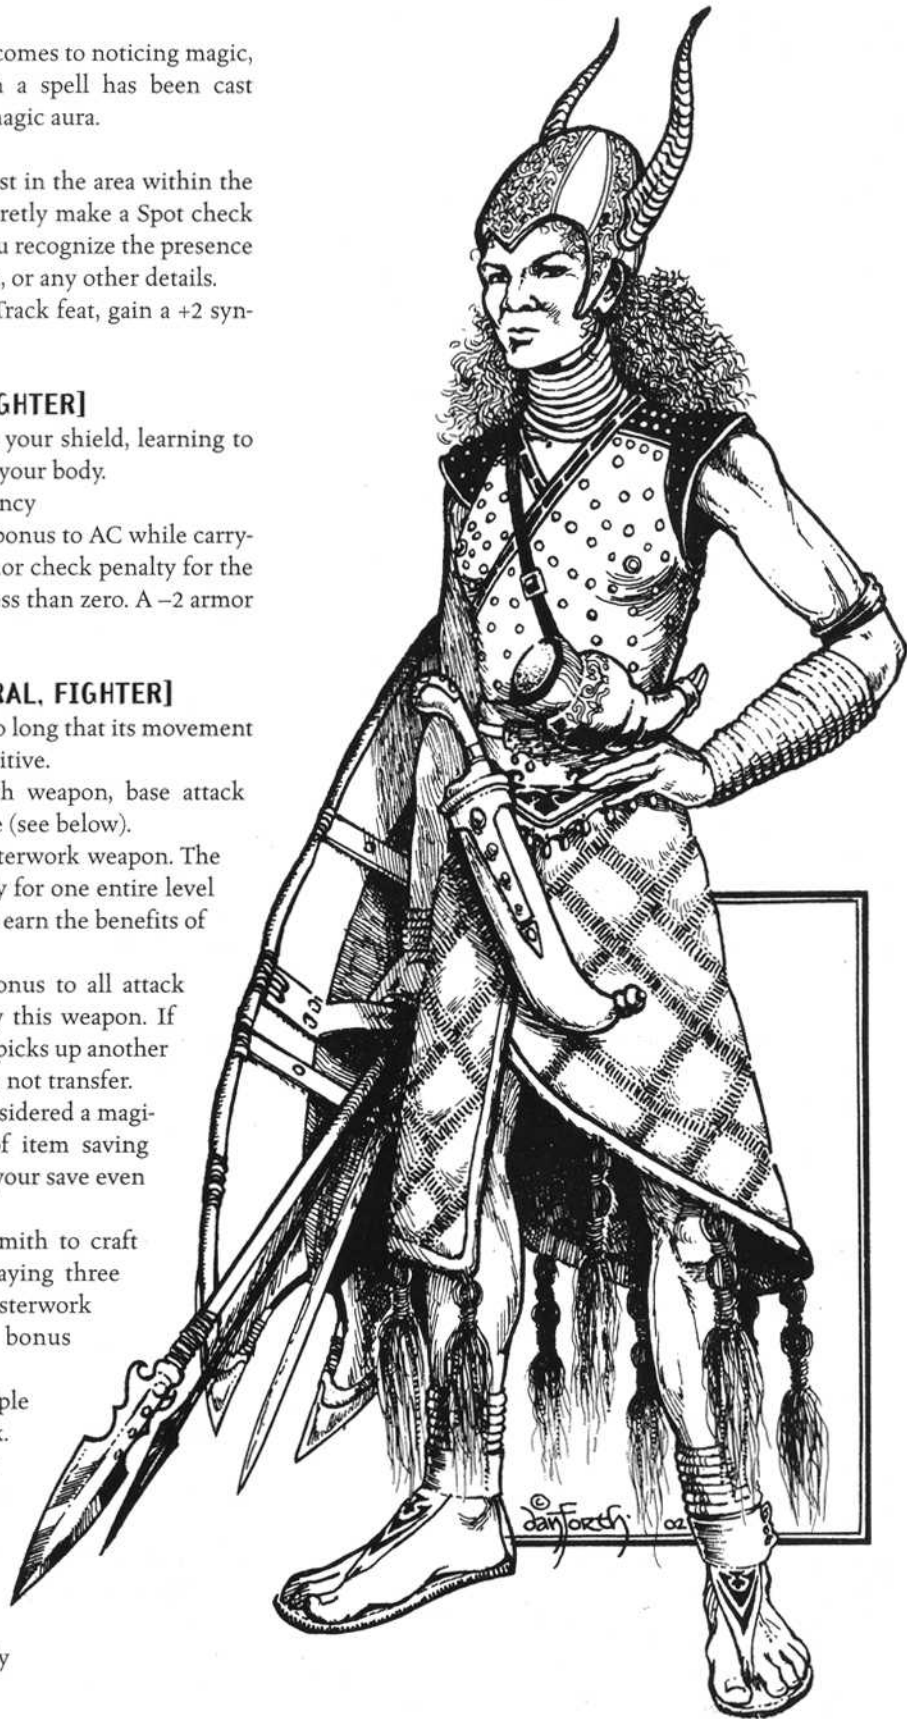 comes to noticing magic,
a spell has been cast
magic aura.
st in the area within the
retly make a Spot check
u recognize the presence
, or any other details.
Track feat, gain a +2 syn-
GHTER]
your shield, learning to
your body.
ncy
bonus to AC while carry-
or check penalty for the
ess than zero. A –2 armor
RAL, FIGHTER]
o long that its movement
itive.
h weapon, base attack
e (see below).
terwork weapon. The
y for one entire level
earn the benefits of
onus to all attack
y this weapon. If
picks up another
not transfer.
sidered a magi-
of item saving
your save even
mith to craft
aying three
sterwork
bonus
ple
k.
y
© danforth. 02